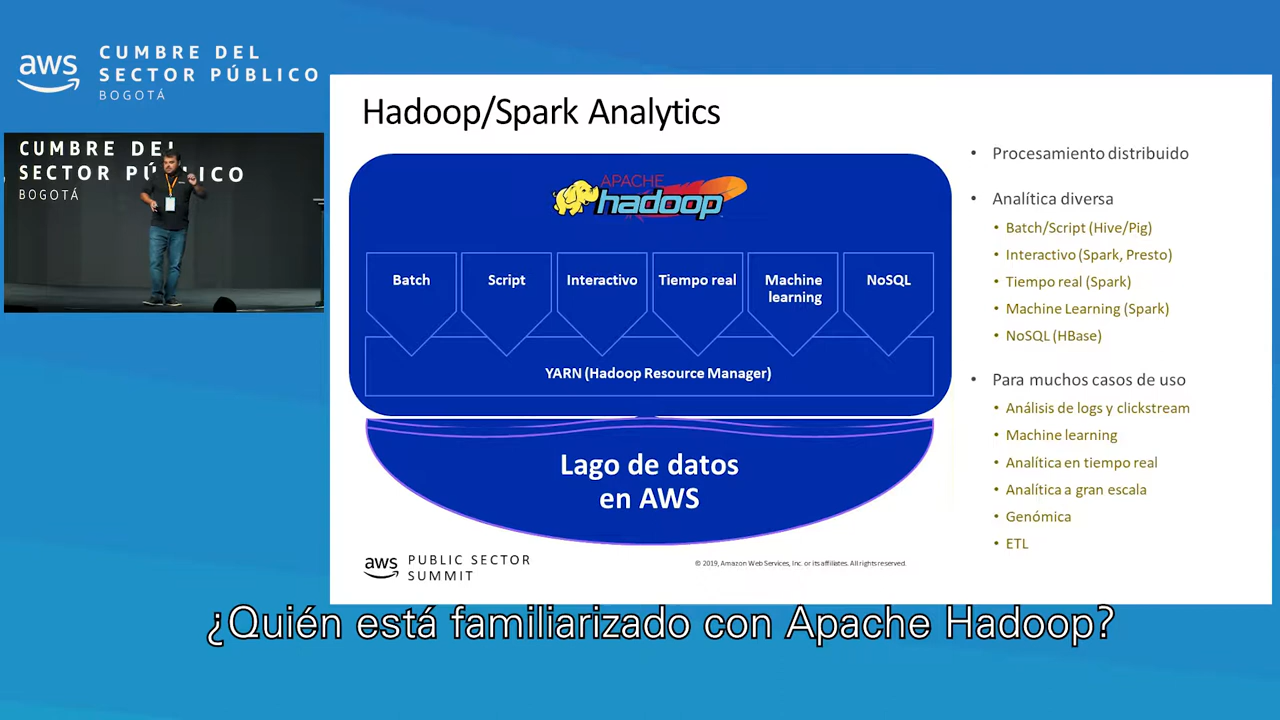 aws
CUMBRE DEL
SECTOR PÚBLICO
BOGOTÁ
CUMBRE DEL
SECTOR PÚBLICO
BOGOTÁ
Hadoop/Spark Analytics
APACHE
hadoop
Batch
Script
Interactivo
Tiempo real
Machine
learning
NoSQL
YARN (Hadoop Resource Manager)
Lago de datos
en AWS
• Procesamiento distribuido
• Analítica diversa
• Batch/Script (Hive/Pig)
• Interactivo (Spark, Presto)
• Tiempo real (Spark)
• Machine Learning (Spark)
• NoSQL (HBase)
• Para muchos casos de uso
• Análisis de logs y clickstream
• Machine learning
• Analítica en tiempo real
• Analítica a gran escala
• Genómica
• ETL
aws
PUBLIC SECTOR
SUMMIT
© 2019, Amazon Web Services, Inc. or its affiliates. All rights reserved.
¿Quién está familiarizado con Apache Hadoop?